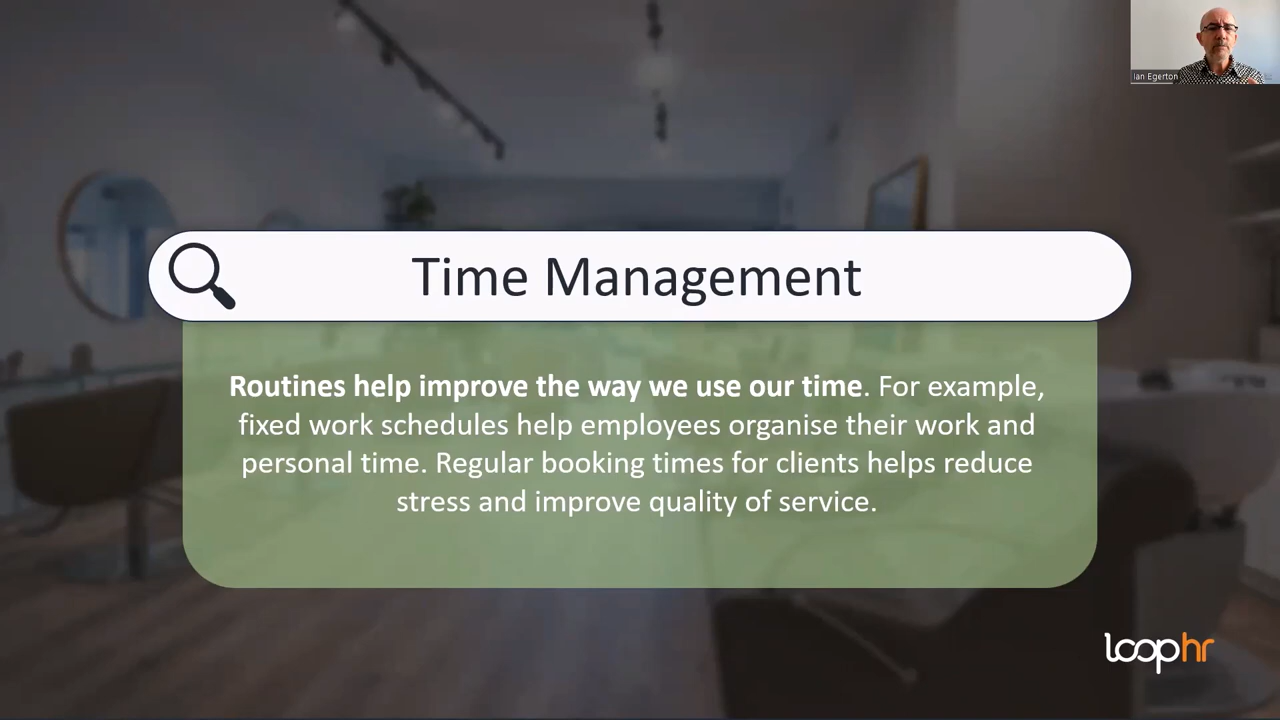 Ian Egerton
Time Management
Routines help improve the way we use our time. For example,
fixed work schedules help employees organise their work and
personal time. Regular booking times for clients helps reduce
stress and improve quality of service.
loophr